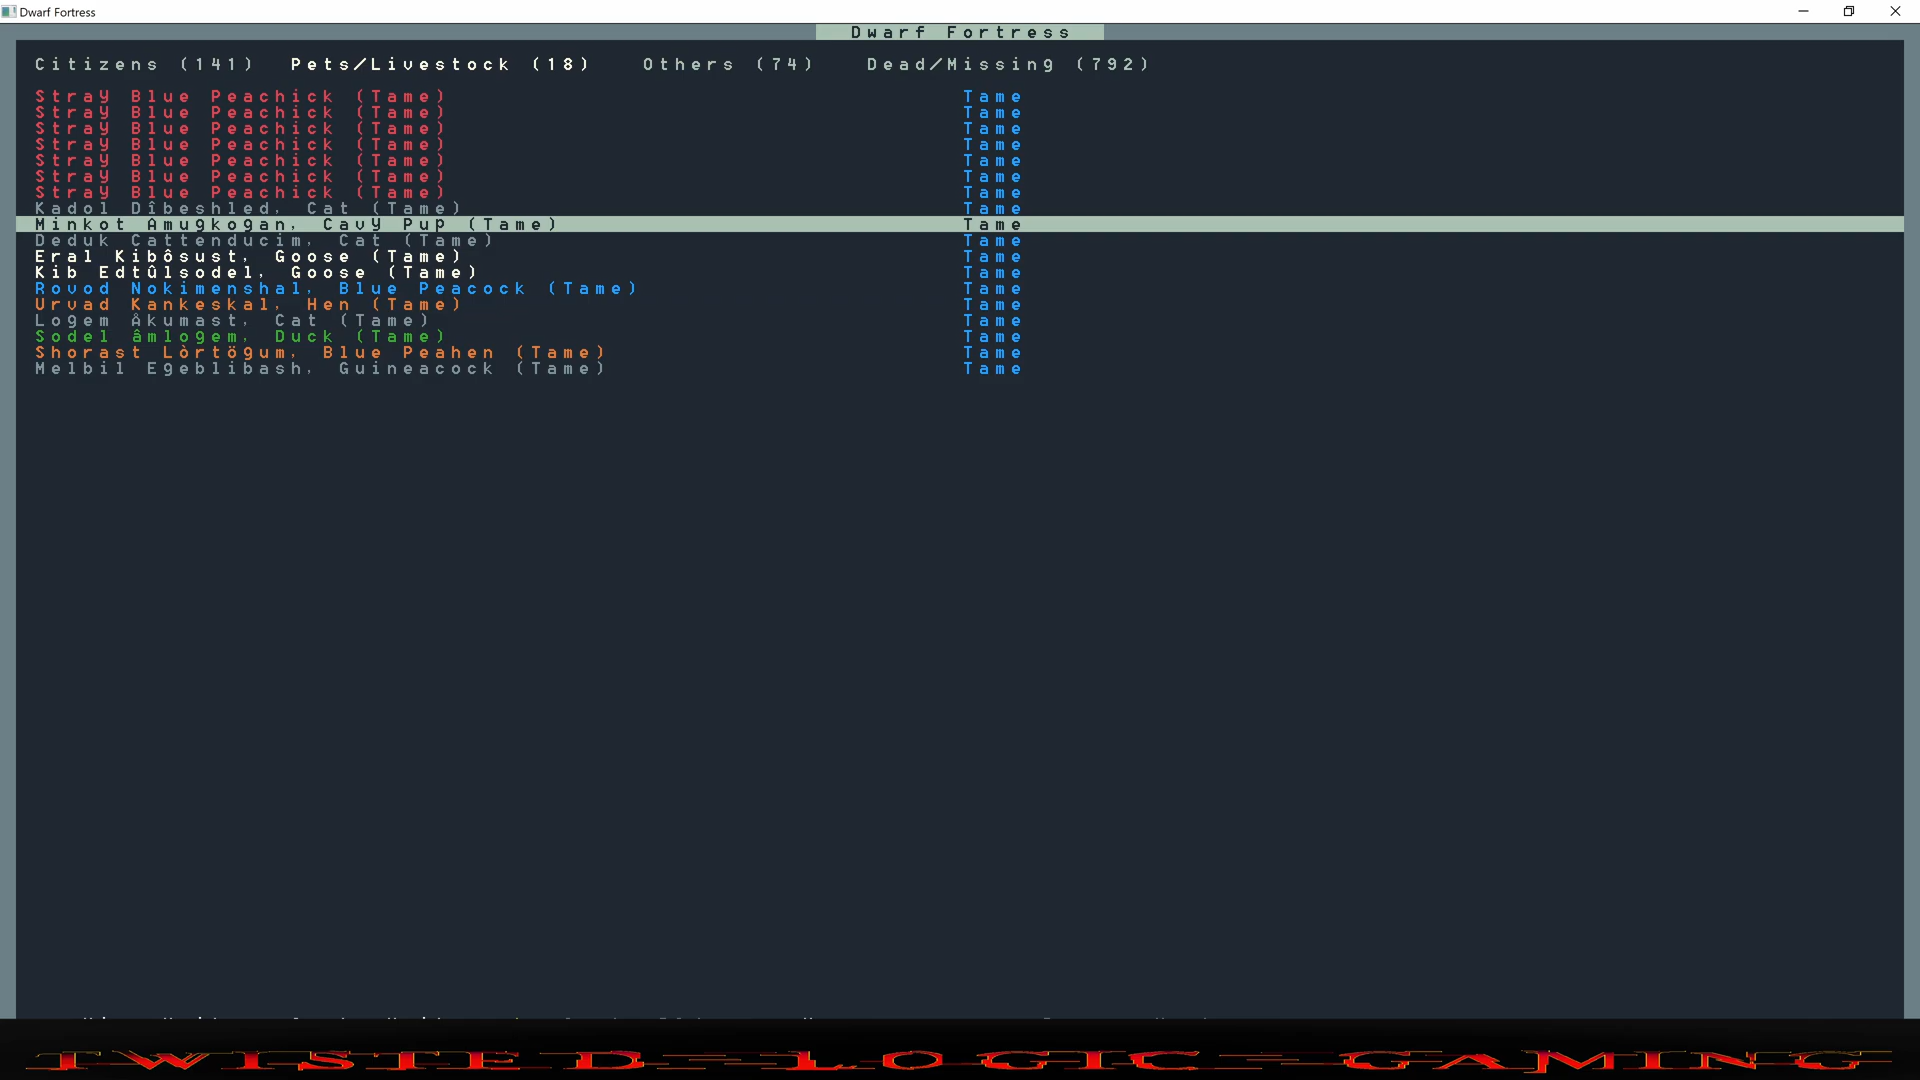 Dwarf Fortress
Dwarf Fortress
Citizens (141) Pets/Livestock (18) Others (74) Dead/Missing (792)
Stray Blue Peachick (Tame) Tame
Stray Blue Peachick (Tame) Tame
Stray Blue Peachick (Tame) Tame
Stray Blue Peachick (Tame) Tame
Stray Blue Peachick (Tame) Tame
Stray Blue Peachick (Tame) Tame
Stray Blue Peachick (Tame) Tame
Kadol Dîbeshled, Cat (Tame) Tame
Minkot Amugkogan, Cavy Pup (Tame) Tame
Deduk Cattenducim, Cat (Tame) Tame
Eral Kibôsust, Goose (Tame) Tame
Kib Edtûlsodel, Goose (Tame) Tame
Rovod Nokimenshal, Blue Peacock (Tame) Tame
Urvad Kankeskal, Hen (Tame) Tame
Logem Åkumast, Cat (Tame) Tame
Sodel âmlogem, Duck (Tame) Tame
Shorast Lòrtögum, Blue Peahen (Tame) Tame
Melbil Egeblibash, Guineacock (Tame) Tame
TWISTED-LOGIC-GAMING